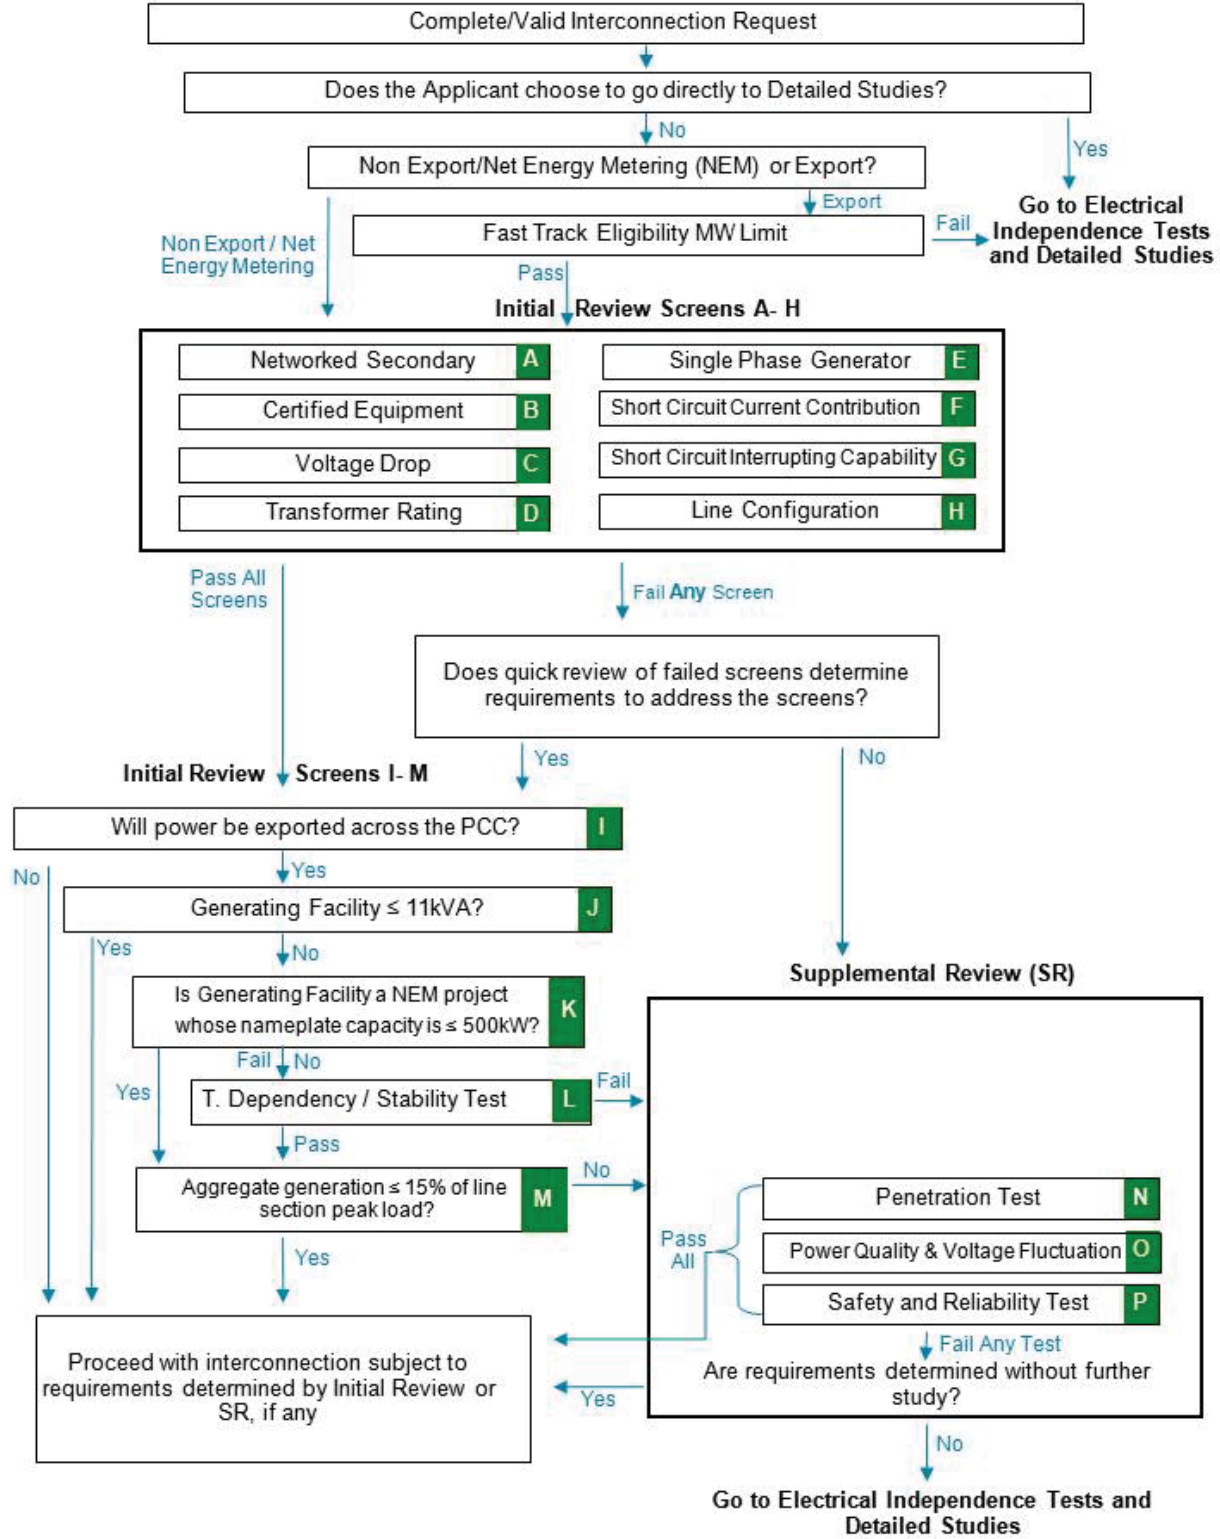 Complete/Valid Interconnection Request
Does the Applicant choose to go directly to Detailed Studies?
No
Yes
Non Export/Net Energy Metering (NEM) or Export?
Export
Go to Electrical
Independence Tests
and Detailed Studies
Fast Track Eligibility MW Limit
Fail
Non Export / Net
Energy Metering
Pass
Initial Review Screens A- H
Networked Secondary A
Certified Equipment B
Voltage Drop C
Transformer Rating D
Single Phase Generator E
Short Circuit Current Contribution F
Short Circuit Interrupting Capability G
Line Configuration H
Pass All
Screens
Fail Any Screen
Does quick review of failed screens determine
requirements to address the screens?
Yes
No
Initial Review Screens I- M
Will power be exported across the PCC? I
No
Yes
Generating Facility ≤ 11kVA? J
Yes
No
Is Generating Facility a NEM project
whose nameplate capacity is ≤ 500kW?
K
Fail No
Yes
T. Dependency / Stability Test L
Fail
Pass
Aggregate generation ≤ 15% of line
section peak load?
M
No
Yes
Supplemental Review (SR)
Penetration Test N
Power Quality & Voltage Fluctuation O
Safety and Reliability Test P
Pass
All
Fail Any Test
Are requirements determined without further
study?
Yes
Proceed with interconnection subject to
requirements determined by Initial Review or
SR, if any
No
Go to Electrical Independence Tests and
Detailed Studies